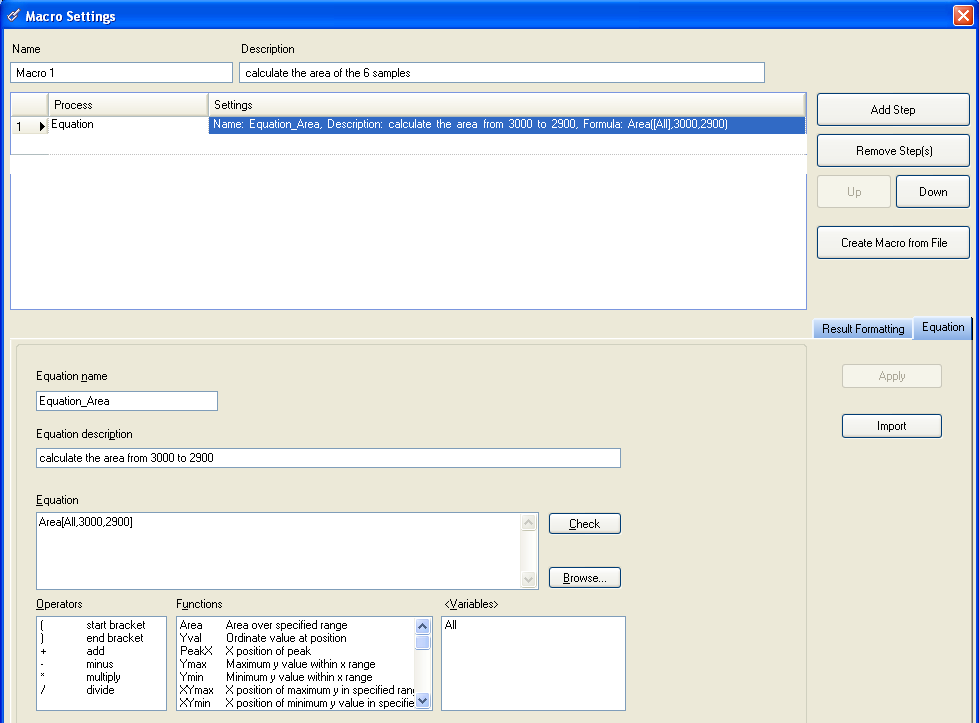 Macro Settings
Name
Description
Macro 1
calculate the area of the 6 samples
Process
Settings
1
Equation
Name: Equation_Area, Description: calculate the area from 3000 to 2900, Formula: Area([All],3000,2900)
Add Step
Remove Step(s)
Up
Down
Create Macro from File
Result Formatting
Equation
Equation name
Equation_Area
Apply
Import
Equation description
calculate the area from 3000 to 2900
Equation
Area[All,3000,2900]
Check
Browse...
Operators
Functions
<Variables>
( start bracket
) end bracket
+ add
- minus
* multiply
/ divide
Area Area over specified range
Yval Ordinate value at position
PeakX X position of peak
Ymax Maximum y value within x range
Ymin Minimum y value within x range
XYmax X position of maximum y in specified ran
XYmin X position of minimum y value in specifie
All